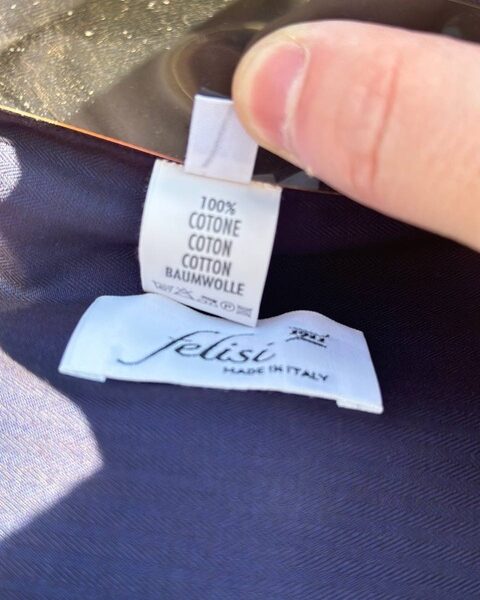 100%
COTONE
COTON
COTTON
BAUMWOLLE
felisi
MADE IN ITALY